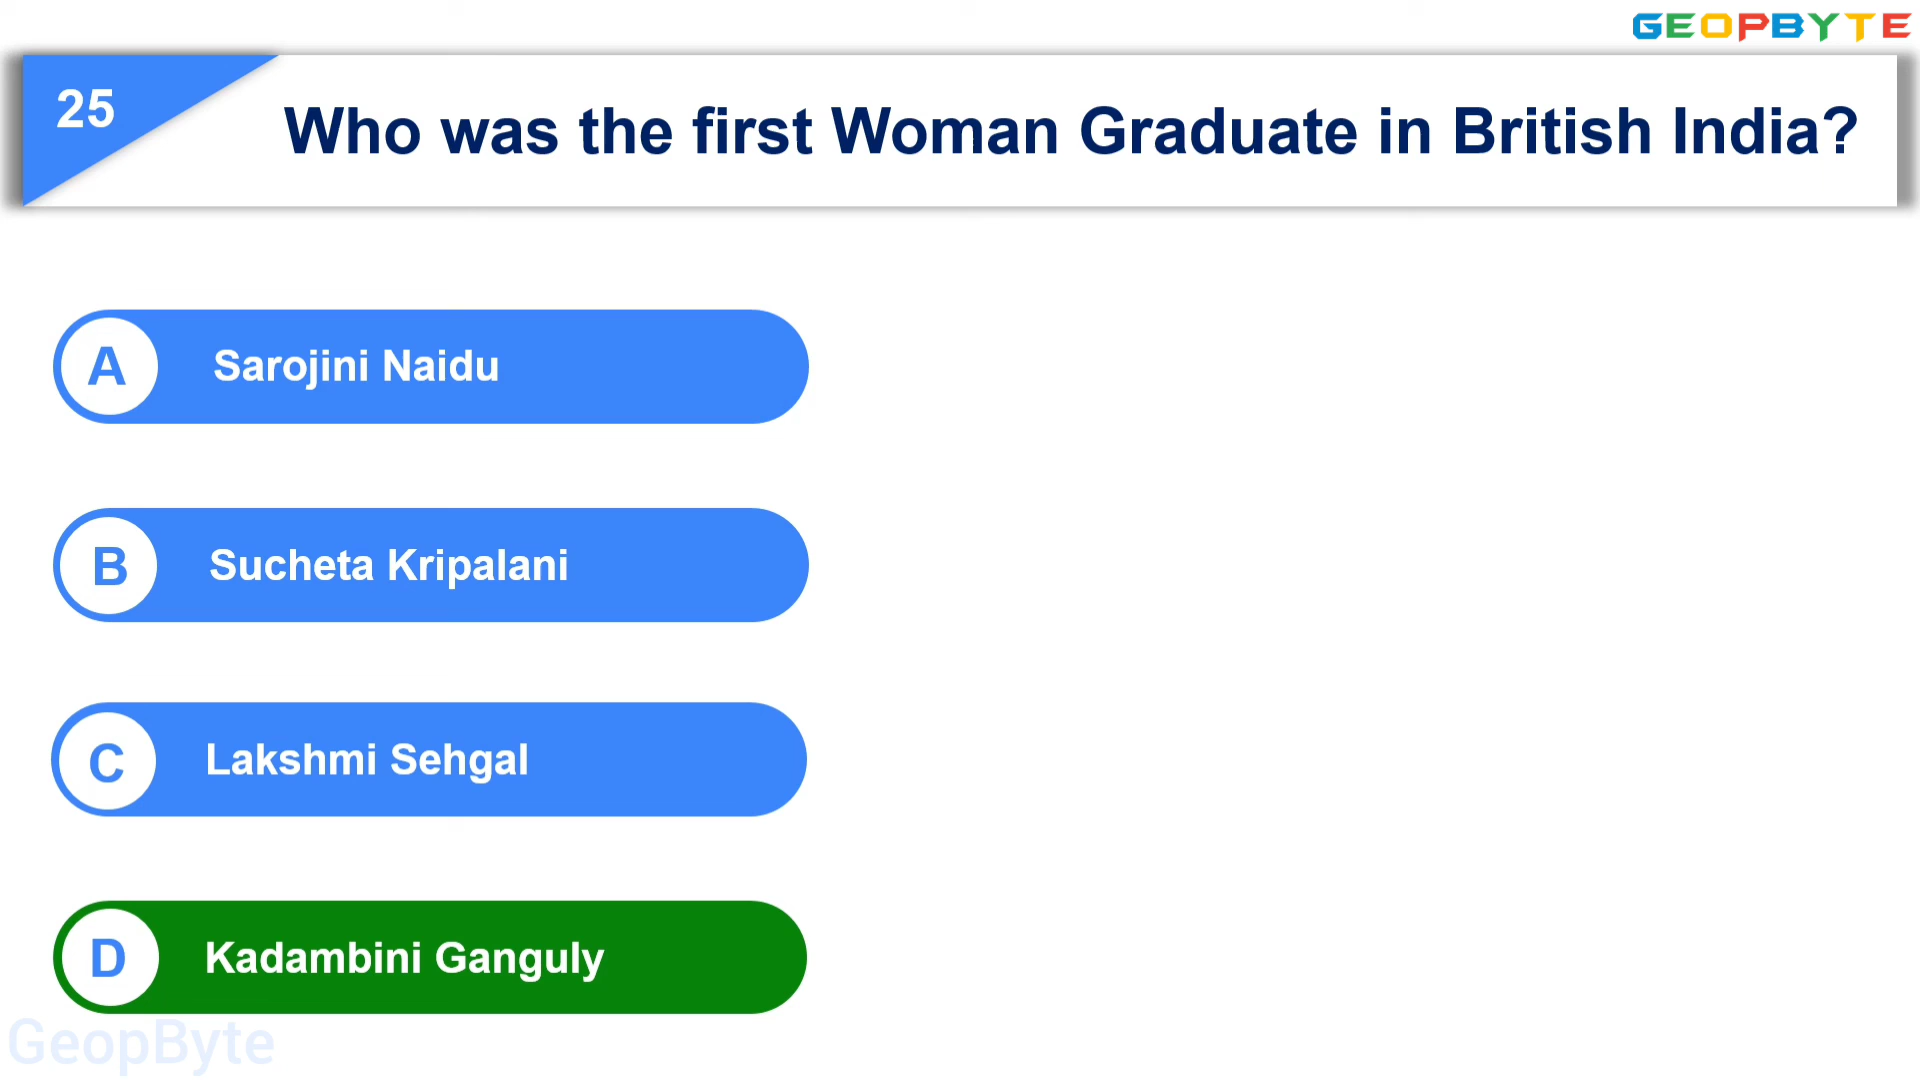 GEOPBYTE
25
Who was the first Woman Graduate in British India?
A Sarojini Naidu
B Sucheta Kripalani
C Lakshmi Sehgal
D Kadambini Ganguly
GeopByte